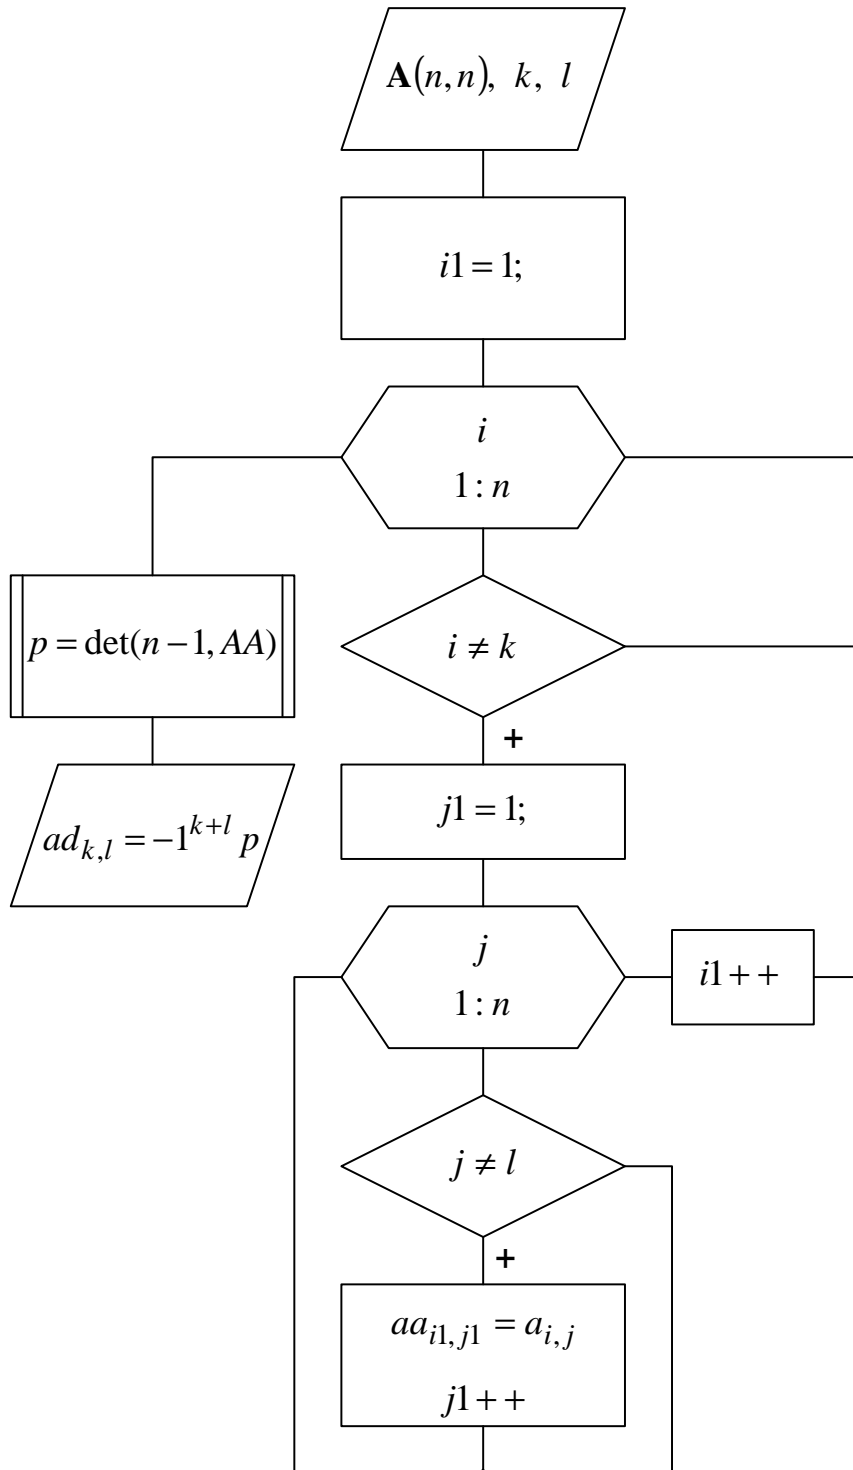 A(n,n), k, l
i1 = 1;
i
1 : n
p = det(n − 1, AA)
i ≠ k
+
j1 = 1;
ad_{k,l} = −1^{k+l} p
j
1 : n
i1 + +
j ≠ l
+
aa_{i1,j1} = a_{i,j}
j1 + +